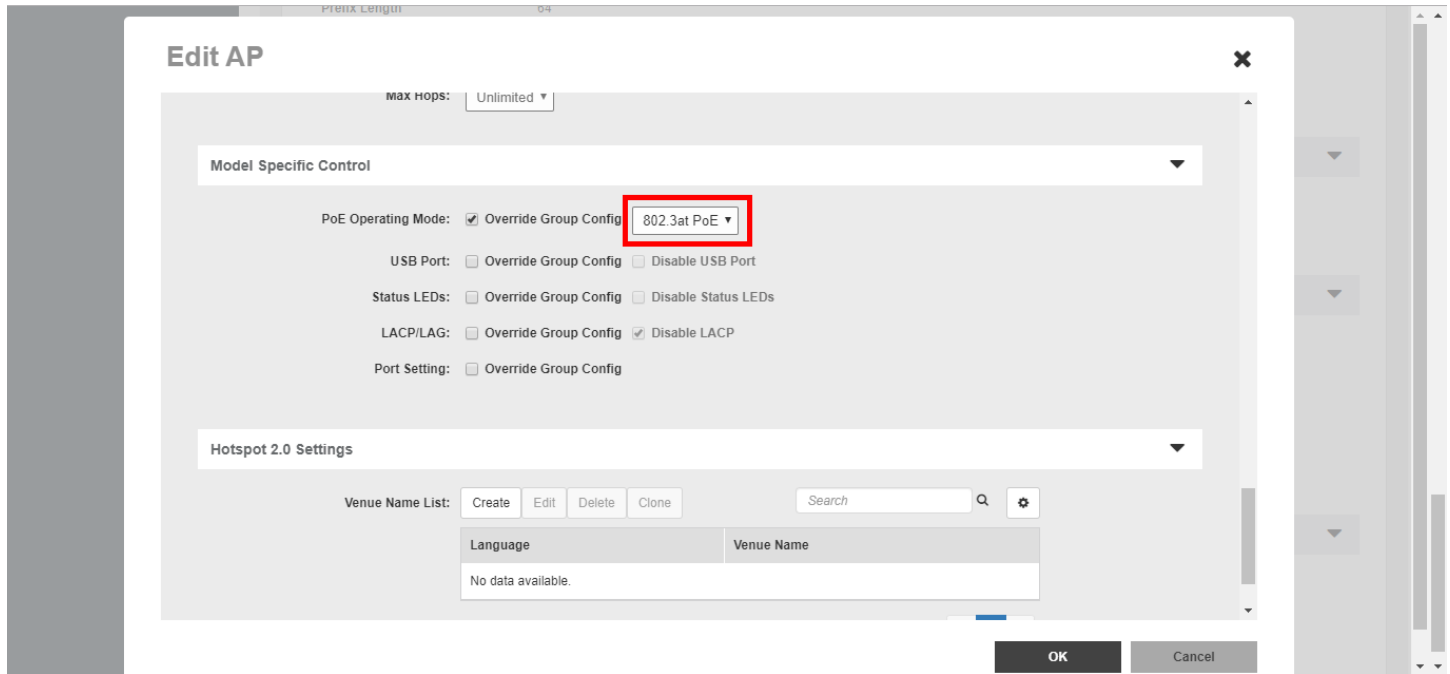 Prefix Length 64
Edit AP
Max Hops: Unlimited
Model Specific Control
PoE Operating Mode: Override Group Config 802.3at PoE
USB Port: Override Group Config Disable USB Port
Status LEDs: Override Group Config Disable Status LEDs
LACP/LAG: Override Group Config Disable LACP
Port Setting: Override Group Config
Hotspot 2.0 Settings
Venue Name List: Create Edit Delete Clone Search
Language Venue Name
No data available.
OK Cancel